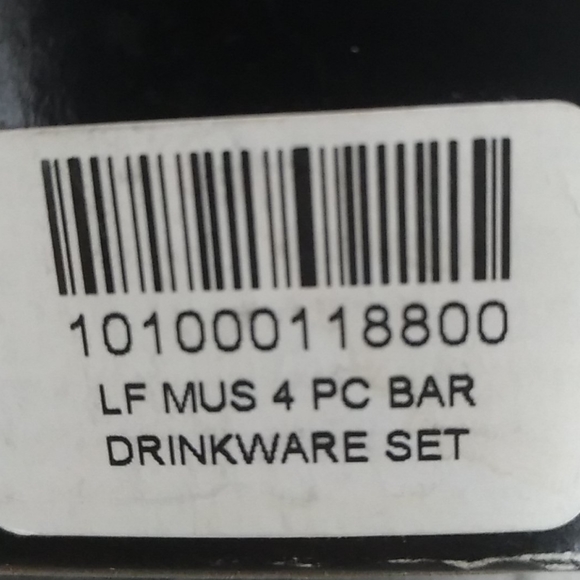 101000118800
LF MUS 4 PC BAR
DRINKWARE SET